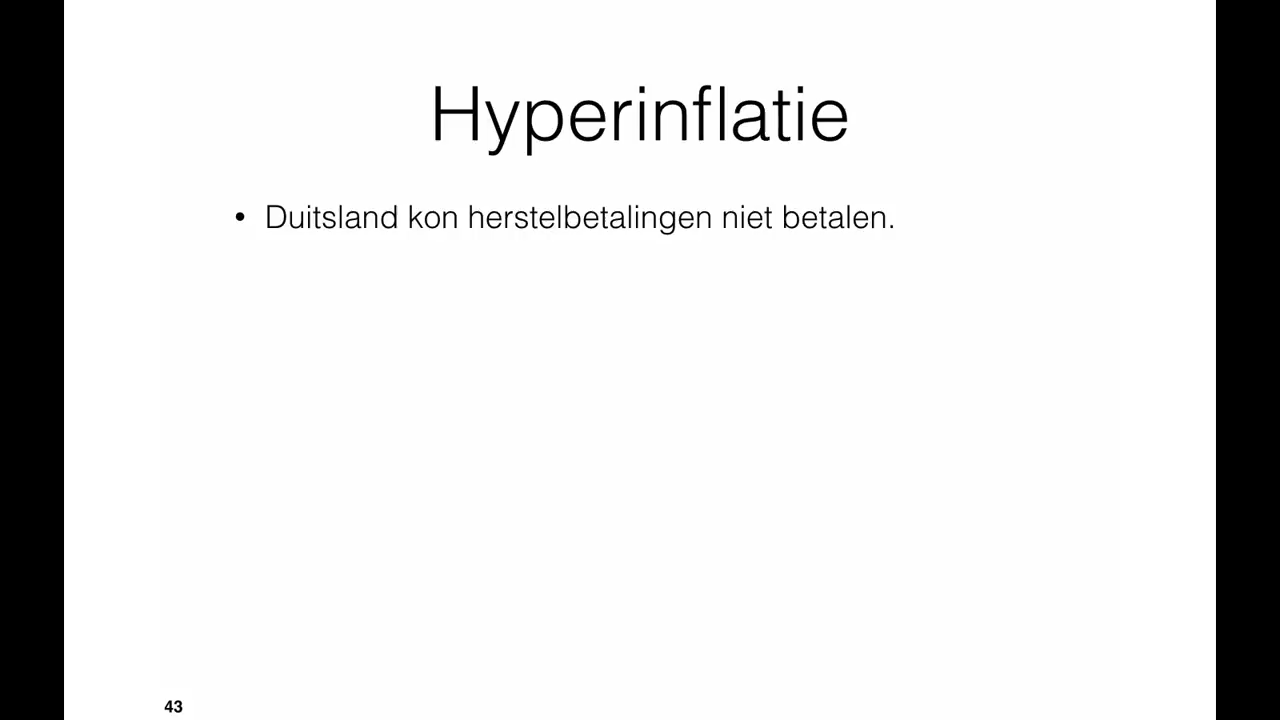 Hyperinflatie
• Duitsland kon herstelbetalingen niet betalen.
43